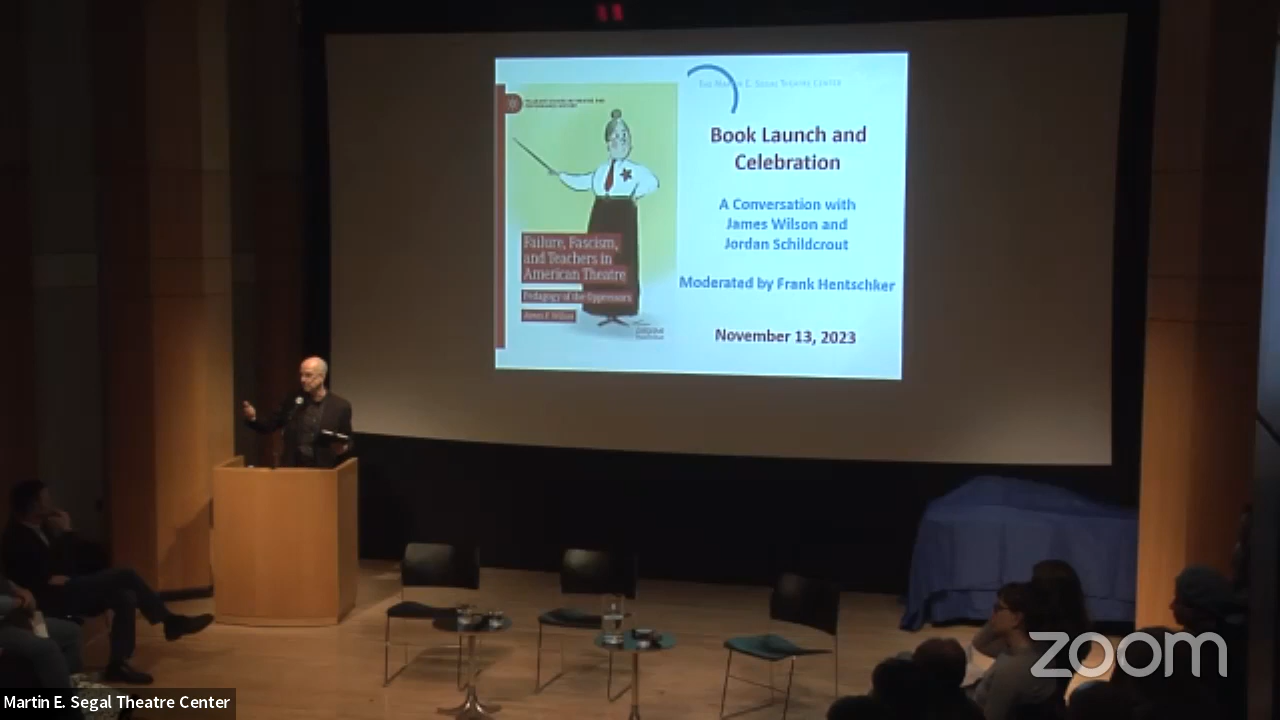 THE MARTIN E. SEGAL THEATRE CENTER
Book Launch and
Celebration
A Conversation with
James Wilson and
Jordan Schildcrout
Moderated by Frank Hentschker
November 13, 2023
Failure, Fascism,
and Teachers in
American Theatre
Pedagogy of the Oppressors
James F. Wilson
zoom
Martin E. Segal Theatre Center